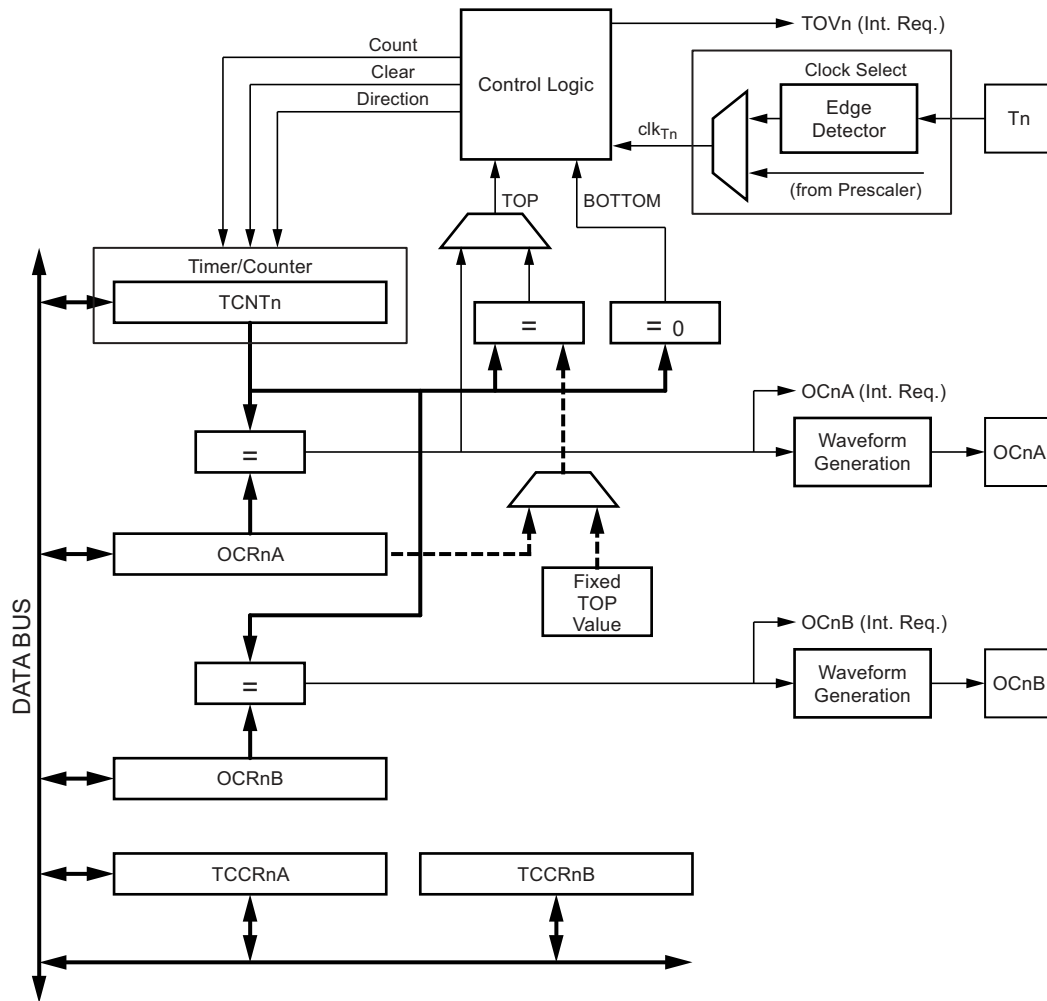 TOVn (Int. Req.)
Count
Clear
Direction
Control Logic
Clock Select
Edge
Detector
Tn
clkTn
(from Prescaler)
TOP
BOTTOM
Timer/Counter
TCNTn
=
= 0
OCnA (Int. Req.)
=
Waveform
Generation
OCnA
OCRnA
Fixed
TOP
Value
DATA BUS
OCnB (Int. Req.)
=
Waveform
Generation
OCnB
OCRnB
TCCRnA
TCCRnB